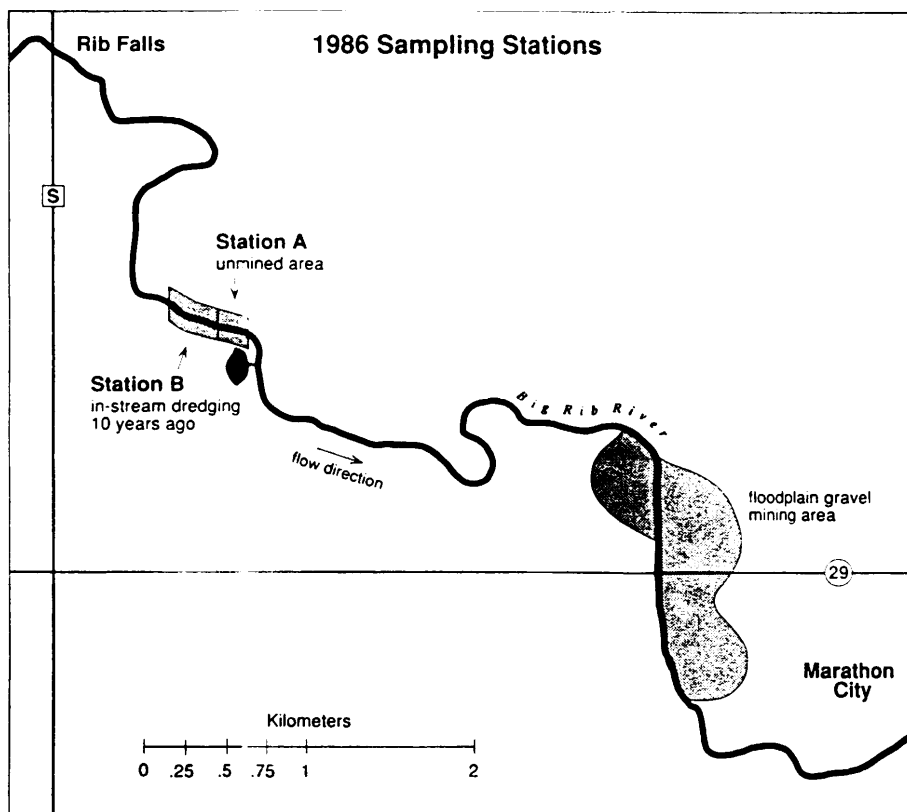 Rib Falls
1986 Sampling Stations
S
Station A
unmined area
Station B
in-stream dredging
10 years ago
flow direction
Big Rib River
floodplain gravel
mining area
29
Marathon
City
Kilometers
0 .25 .5 .75 1 2